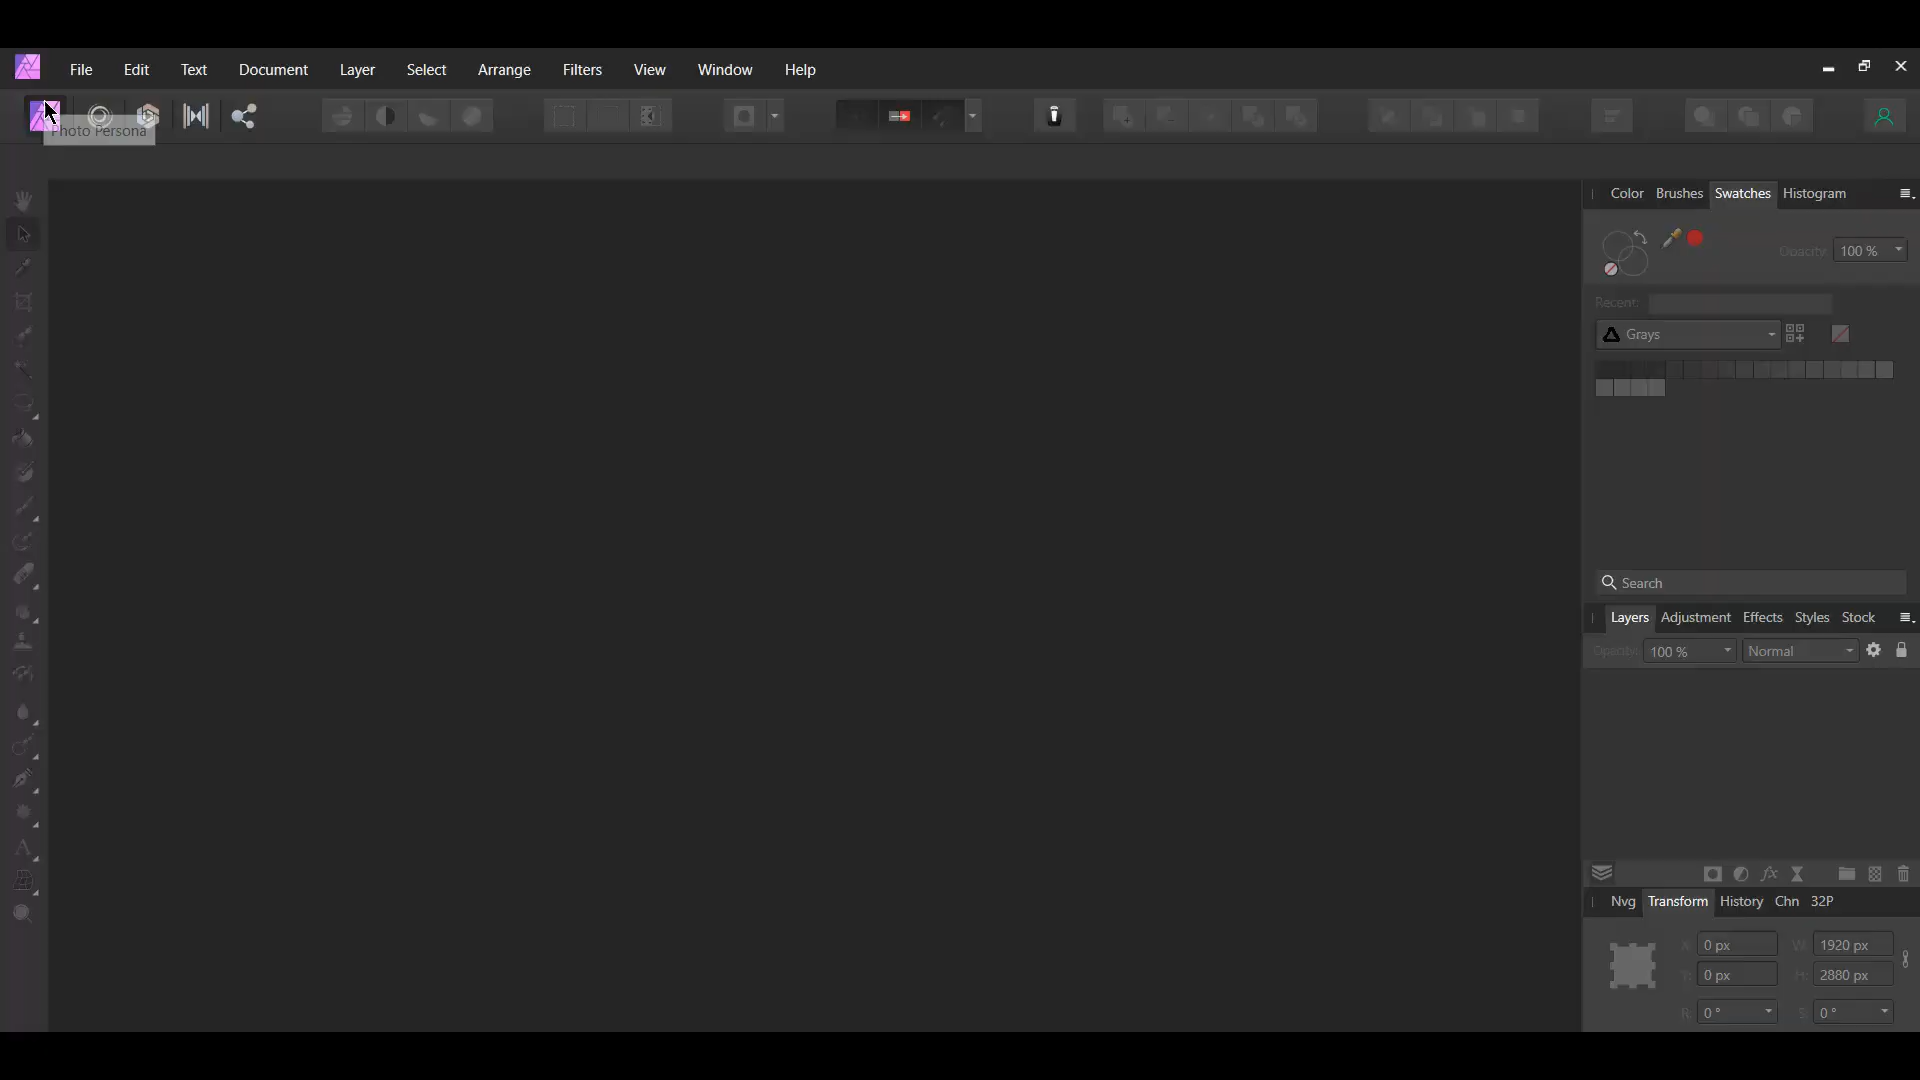 File Edit Text Document Layer Select Arrange Filters View Window Help
Photo Persona
Color Brushes Swatches Histogram
Opacity: 100 %
Recent:
Grays
Search
Layers Adjustment Effects Styles Stock
Opacity: 100 % Normal
Nvg Transform History Chn 32P
X: 0 px W: 1920 px
Y: 0 px H: 2880 px
R: 0 ° S: 0 °